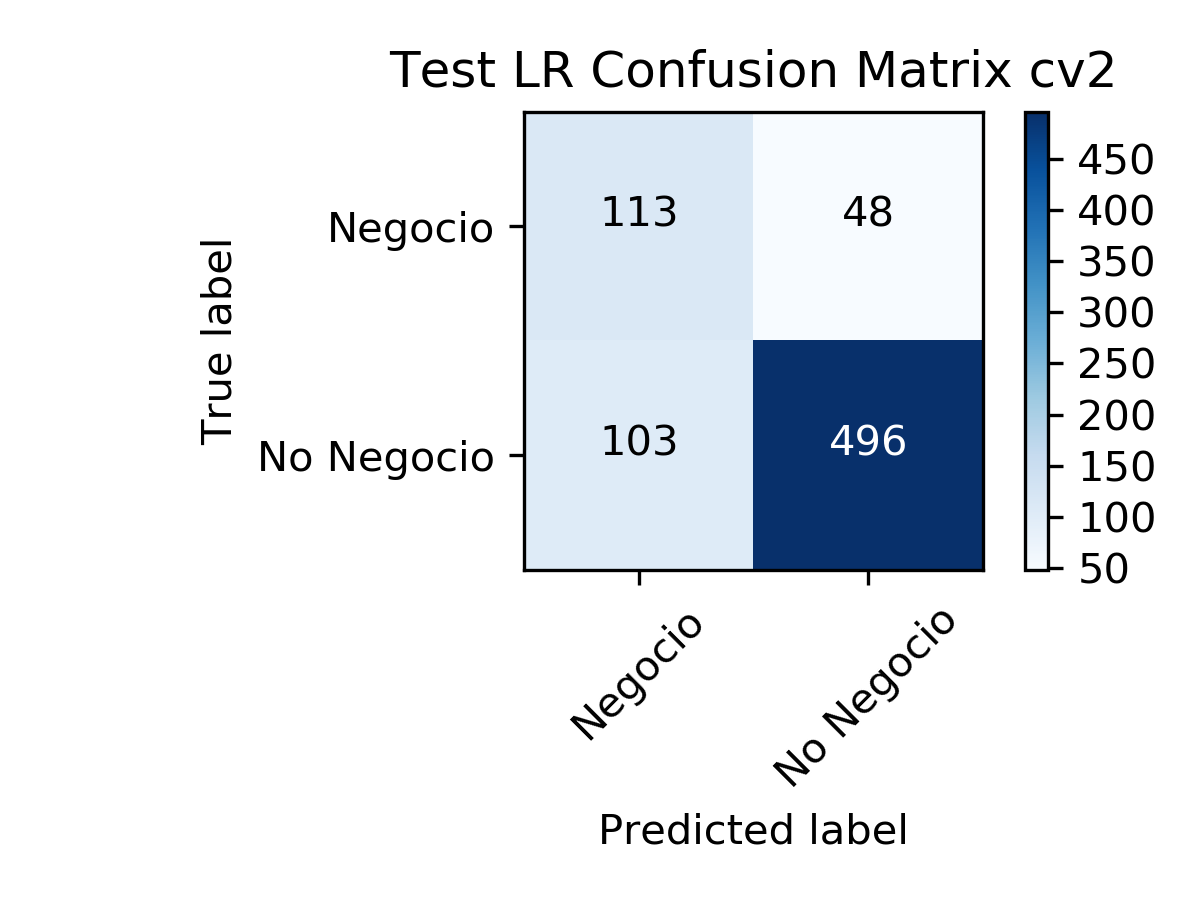 Test LR Confusion Matrix cv2
True label
Negocio
No Negocio
113
48
103
496
450
400
350
300
250
200
150
100
50
Negocio
No Negocio
Predicted label